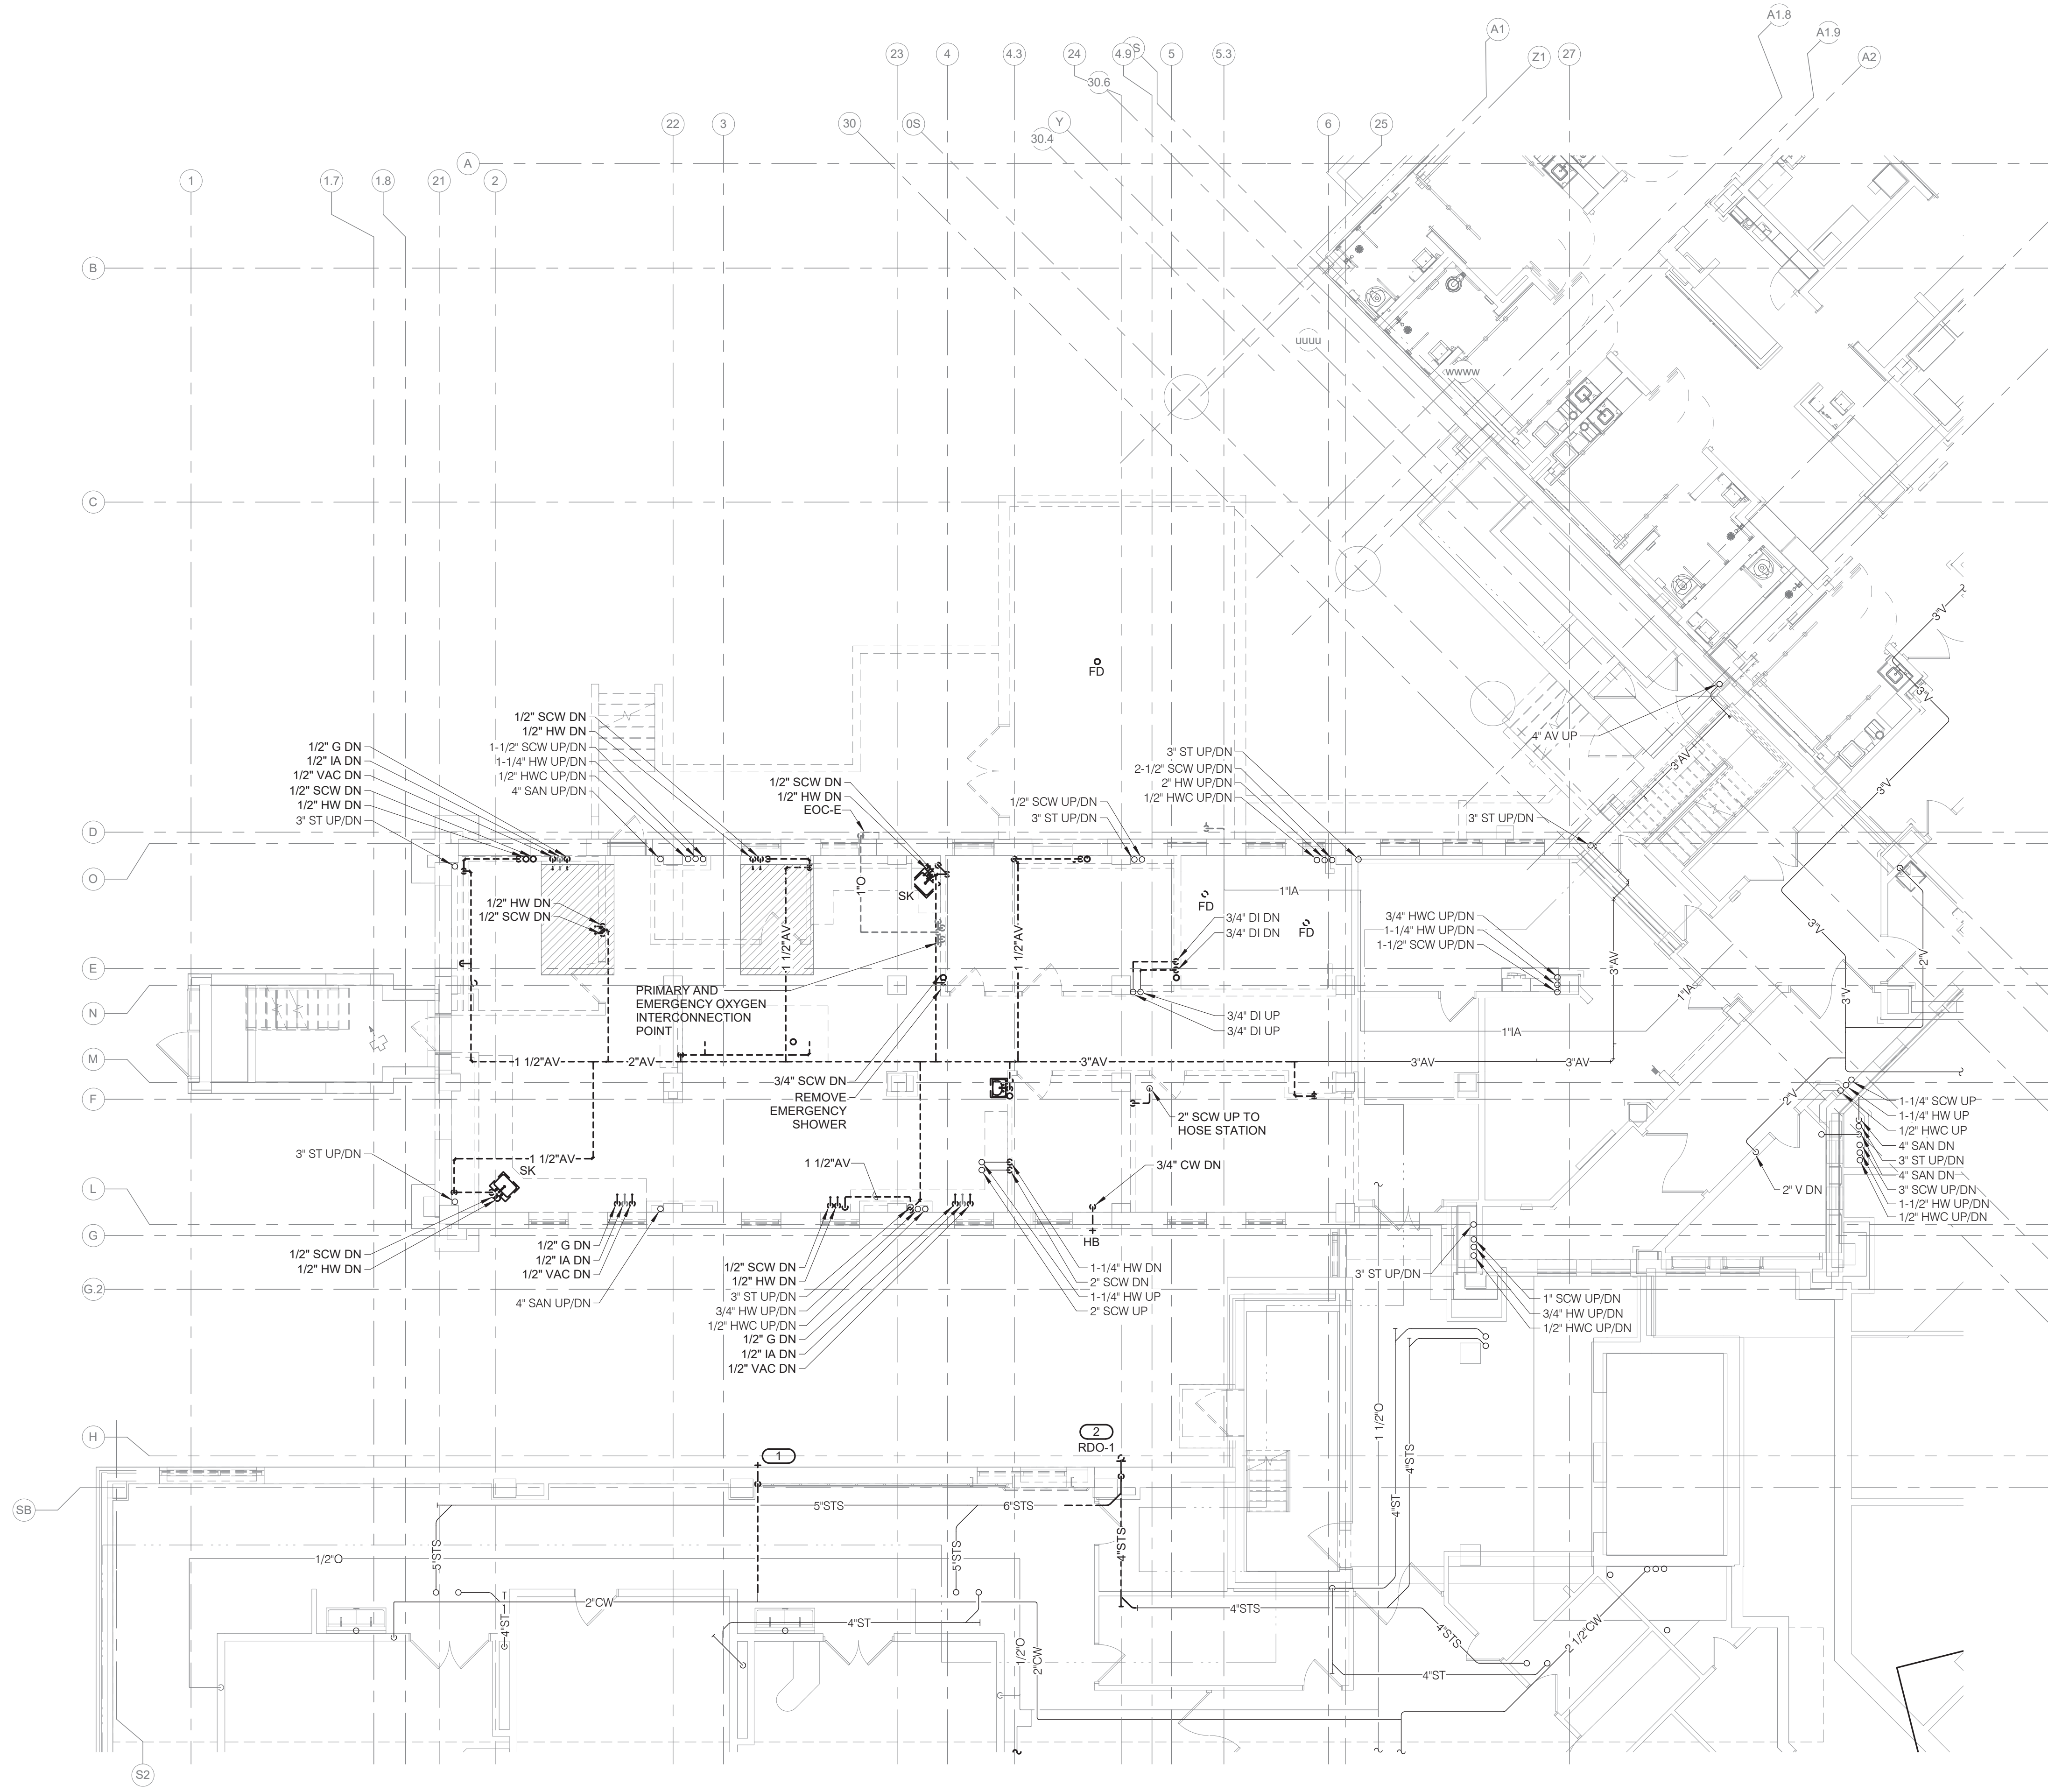 A1
A1.8
A1.9
A2
Z1
23
4
4.3
24
4.9
5
5.3
27
30.6
22
3
30
0S
Y
30.4
6
25
A
1
1.7
1.8
21
2
B
uuuu
wwww
C
3"V
3"V
3"V
FD
1/2" SCW DN
1/2" HW DN
1-1/2" SCW UP/DN
1-1/4" HW UP/DN
1/2" HWC UP/DN
4" SAN UP/DN
1/2" G DN
1/2" IA DN
1/2" VAC DN
1/2" SCW DN
1/2" HW DN
3" ST UP/DN
1/2" SCW DN
1/2" HW DN
EOC-E
3" ST UP/DN
2-1/2" SCW UP/DN
2" HW UP/DN
1/2" HWC UP/DN
1/2" SCW UP/DN
3" ST UP/DN
4" AV UP
3"AV
3" ST UP/DN
3"V
D
O
1"O
SK
1"IA
FD
FD
3/4" DI DN
3/4" DI DN
3/4" HWC UP/DN
1-1/4" HW UP/DN
1-1/2" SCW UP/DN
1/2" HW DN
1/2" SCW DN
1 1/2"AV
1 1/2"AV
3"AV
3"V
2"V
3"V
1"IA
E
N
PRIMARY AND
EMERGENCY OXYGEN
INTERCONNECTION
POINT
3/4" DI UP
3/4" DI UP
1"IA
M
1 1/2"AV
2"AV
3"AV
3"AV
3"AV
3/4" SCW DN
REMOVE
EMERGENCY
SHOWER
F
2" SCW UP TO
HOSE STATION
2"V
1-1/4" SCW UP
1-1/4" HW UP
1/2" HWC UP
4" SAN DN
3" ST UP/DN
4" SAN DN
3" SCW UP/DN
1-1/2" HW UP/DN
1/2" HWC UP/DN
2" V DN
3" ST UP/DN
SK
1 1/2"AV
1 1/2"AV
3/4" CW DN
HB
L
G
G.2
1/2" SCW DN
1/2" HW DN
1/2" G DN
1/2" IA DN
1/2" VAC DN
4" SAN UP/DN
1/2" SCW DN
1/2" HW DN
3" ST UP/DN
3/4" HW UP/DN
1/2" HWC UP/DN
1/2" G DN
1/2" IA DN
1/2" VAC DN
1-1/4" HW DN
2" SCW DN
1-1/4" HW UP
2" SCW UP
3" ST UP/DN
1" SCW UP/DN
3/4" HW UP/DN
1/2" HWC UP/DN
H
1
2
RDO-1
1 1/2"O
4"STS
4"ST
SB
5"STS
6"STS
5"STS
5"STS
4"STS
1/2"O
2"CW
4"ST
4"ST
4"STS
4"STS
4"ST
2 1/2"CW
1/2"O
2"CW
S2